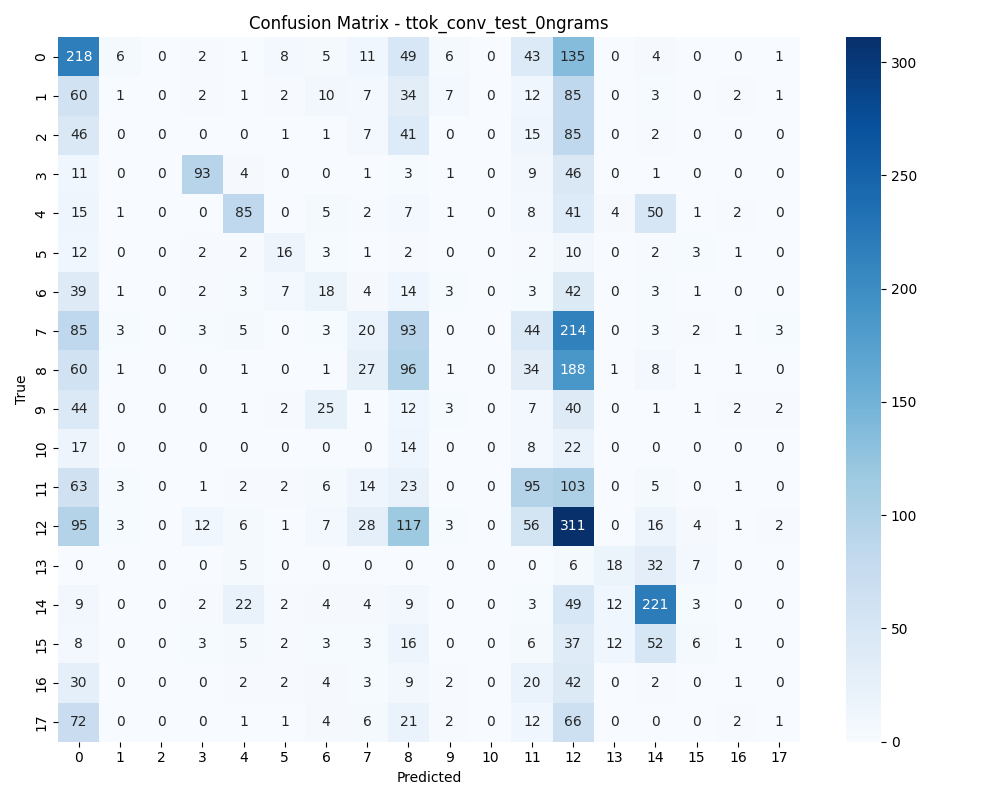 Confusion Matrix - ttok_conv_test_0ngrams
0 218 6 0 2 1 8 5 11 49 6 0 43 135 0 4 0 0 1
1 60 1 0 2 1 2 10 7 34 7 0 12 85 0 3 0 2 1
2 46 0 0 0 0 1 1 7 41 0 0 15 85 0 2 0 0 0
3 11 0 0 93 4 0 0 1 3 1 0 9 46 0 1 0 0 0
4 15 1 0 0 85 0 5 2 7 1 0 8 41 4 50 1 2 0
5 12 0 0 2 2 16 3 1 2 0 0 2 10 0 2 3 1 0
6 39 1 0 2 3 7 18 4 14 3 0 3 42 0 3 1 0 0
7 85 3 0 3 5 0 3 20 93 0 0 44 214 0 3 2 1 3
8 60 1 0 0 1 0 1 27 96 1 0 34 188 1 8 1 1 0
9 44 0 0 0 1 2 25 1 12 3 0 7 40 0 1 1 2 2
10 17 0 0 0 0 0 0 0 14 0 0 8 22 0 0 0 0 0
11 63 3 0 1 2 2 6 14 23 0 0 95 103 0 5 0 1 0
12 95 3 0 12 6 1 7 28 117 3 0 56 311 0 16 4 1 2
13 0 0 0 0 5 0 0 0 0 0 0 0 6 18 32 7 0 0
14 9 0 0 2 22 2 4 4 9 0 0 3 49 12 221 3 0 0
15 8 0 0 3 5 2 3 3 16 0 0 6 37 12 52 6 1 0
16 30 0 0 0 2 2 4 3 9 2 0 20 42 0 2 0 1 0
17 72 0 0 0 1 1 4 6 21 2 0 12 66 0 0 0 2 1
0 1 2 3 4 5 6 7 8 9 10 11 12 13 14 15 16 17
Predicted
True
300
250
200
150
100
50
0